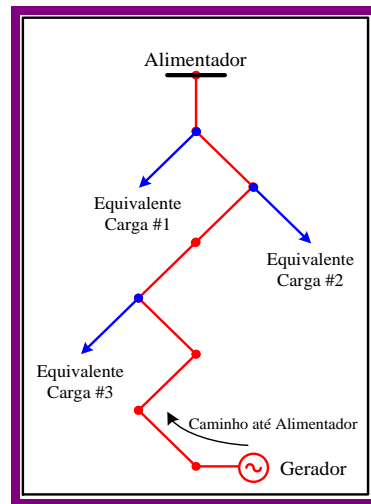 Alimentador
Equivalente
Carga #1
Equivalente
Carga #2
Equivalente
Carga #3
Caminho até Alimentador
Gerador